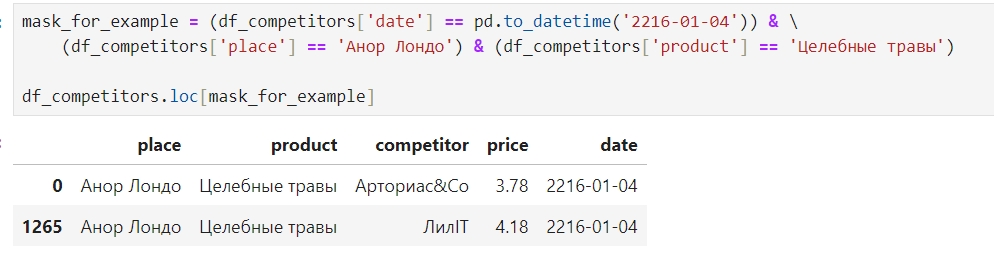 mask_for_example = (df_competitors['date'] == pd.to_datetime('2216-01-04')) & \
(df_competitors['place'] == 'Анор Лондо') & (df_competitors['product'] == 'Целебные травы')
df_competitors.loc[mask_for_example]
place product competitor price date
0 Анор Лондо Целебные травы Арториас&Co 3.78 2216-01-04
1265 Анор Лондо Целебные травы ЛилIT 4.18 2216-01-04